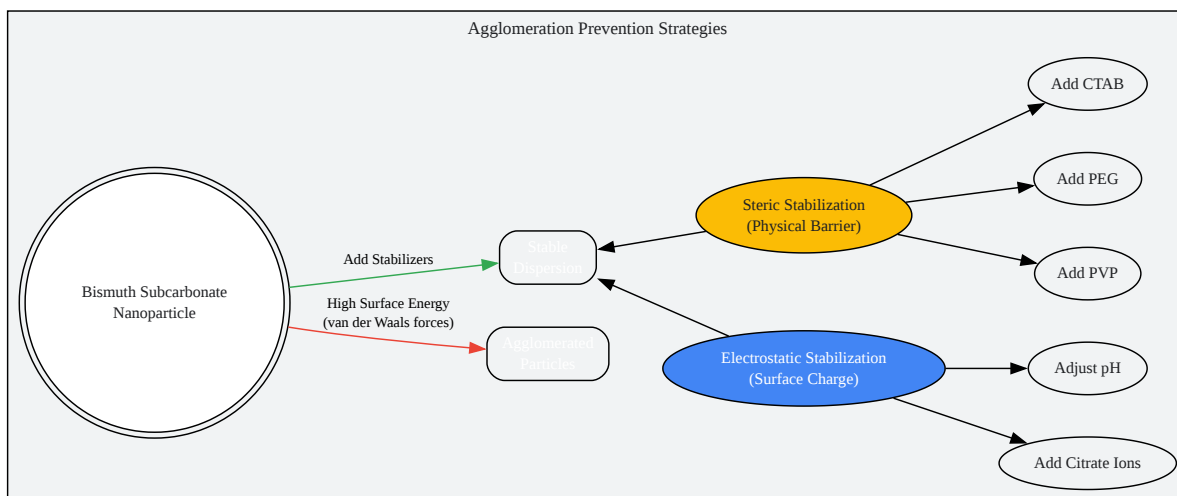 Agglomeration Prevention Strategies
Bismuth Subcarbonate
Nanoparticle
Add Stabilizers
High Surface Energy
(van der Waals forces)
Stable
Dispersion
Agglomerated
Particles
Steric Stabilization
(Physical Barrier)
Electrostatic Stabilization
(Surface Charge)
Add CTAB
Add PEG
Add PVP
Adjust pH
Add Citrate Ions